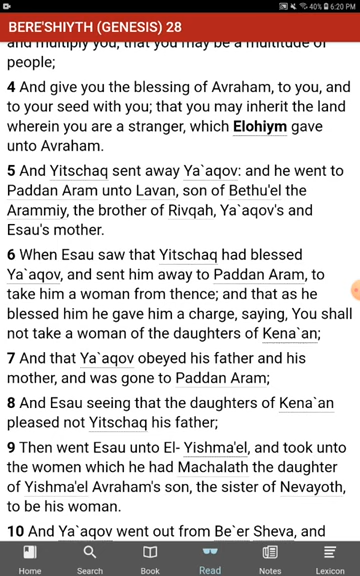 40% 6:20 PM
BERE'SHIYTH (GENESIS) 28
and multiply you, that you may be a multitude of
people;
4 And give you the blessing of Avraham, to you, and
to your seed with you; that you may inherit the land
wherein you are a stranger, which Elohiym gave
unto Avraham.
5 And Yitschaq sent away Ya`aqov: and he went to
Paddan Aram unto Lavan, son of Bethu'el the
Arammiy, the brother of Rivqah, Ya`aqov's and
Esau's mother.
6 When Esau saw that Yitschaq had blessed
Ya`aqov, and sent him away to Paddan Aram, to
take him a woman from thence; and that as he
blessed him he gave him a charge, saying, You shall
not take a woman of the daughters of Kena`an;
7 And that Ya`aqov obeyed his father and his
mother, and was gone to Paddan Aram;
8 And Esau seeing that the daughters of Kena`an
pleased not Yitschaq his father;
9 Then went Esau unto El- Yishma'el, and took unto
the women which he had Machalath the daughter
of Yishma'el Avraham's son, the sister of Nevayoth,
to be his woman.
10 And Ya`aqov went out from Be`er Sheva, and
Home Search Book Read Notes Lexicon